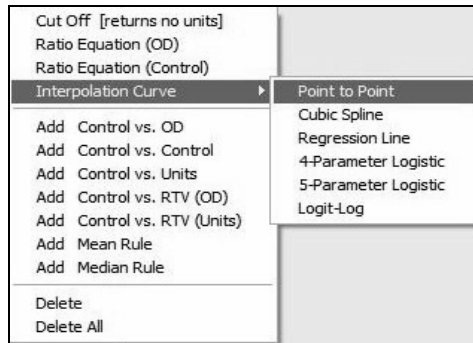 Cut Off [returns no units]
Ratio Equation (OD)
Ratio Equation (Control)
Interpolation Curve
Add Control vs. OD
Add Control vs. Control
Add Control vs. Units
Add Control vs. RTV (OD)
Add Control vs. RTV (Units)
Add Mean Rule
Add Median Rule
Delete
Delete All
Point to Point
Cubic Spline
Regression Line
4-Parameter Logistic
5-Parameter Logistic
Logit-Log